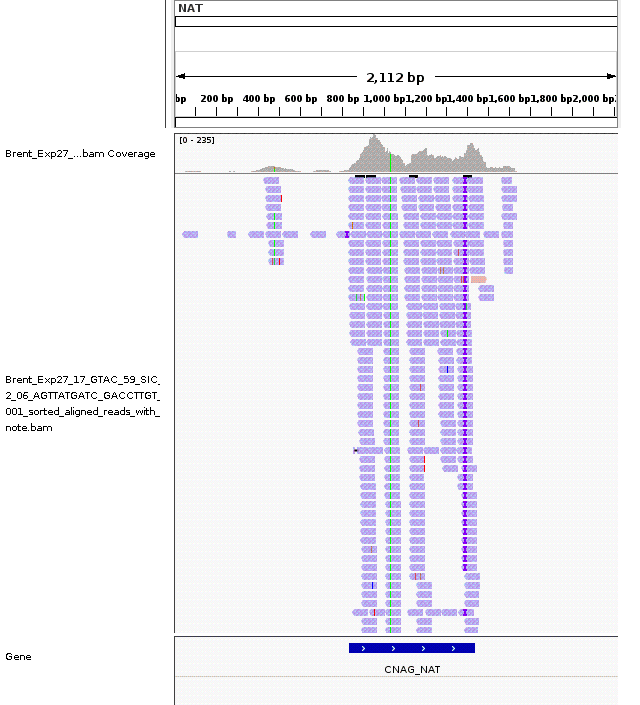 NAT
2,112 bp
bp 200 bp 400 bp 600 bp 800 bp 1,000 bp 1,200 bp 1,400 bp 1,600 bp 1,800 bp 2,000 bp
[0 - 235]
Brent_Exp27_...bam Coverage
Brent_Exp27_17_GTAC_59_SIC_
2_06_AGTTATGATC_GACCTTGT_
001_sorted_aligned_reads_with_
note.bam
Gene
CNAG_NAT